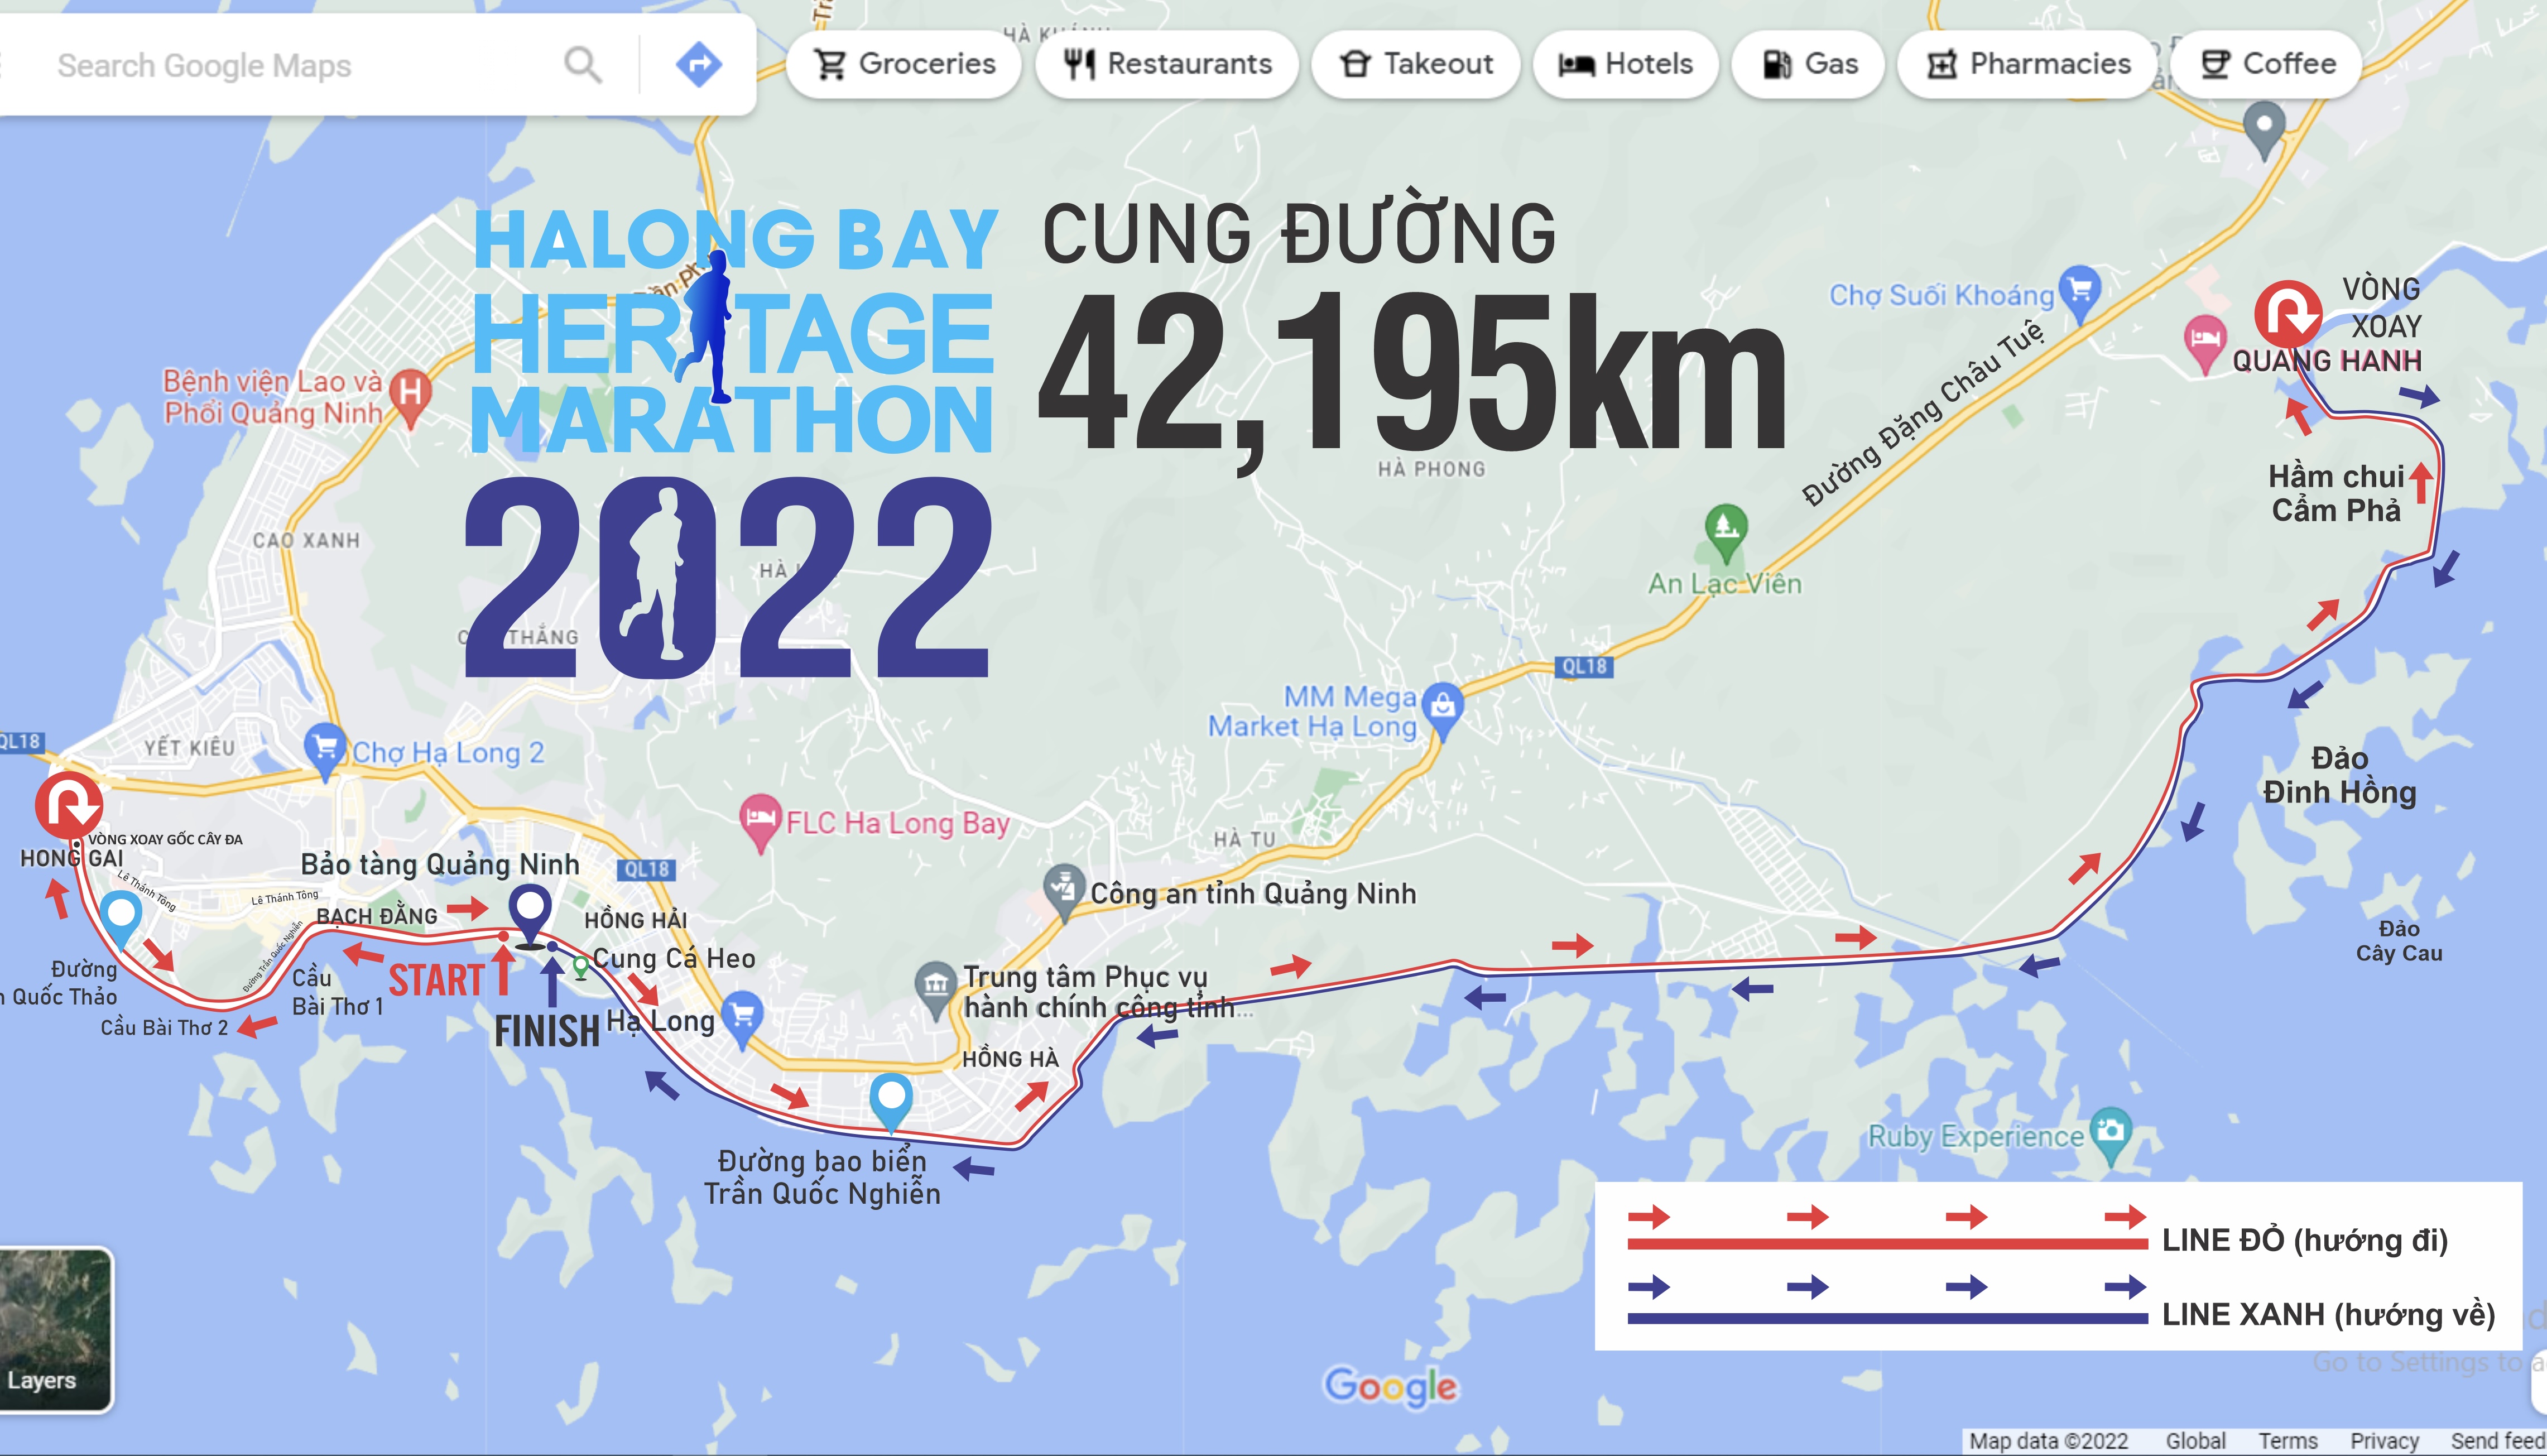 Search Google Maps
Groceries
Restaurants
Takeout
Hotels
Gas
Pharmacies
Coffee
HALONG BAY
HERITAGE
MARATHON
2022
CUNG ĐƯỜNG
42,195km
Chợ Suối Khoáng
VÒNG
XOAY
QUANG HANH
Bệnh viện Lao và
Phổi Quảng Ninh
HÀ PHONG
Đường Đặng Châu Tuệ
Hầm chui
Cẩm Phả
CAO XANH
An Lạc Viên
QL18
MM Mega
Market Hạ Long
QL18
YẾT KIÊU
Chợ Hạ Long 2
Đảo
Đinh Hồng
FLC Ha Long Bay
HÀ TU
VÒNG XOAY GỐC CÂY ĐA
HONG GAI
Bảo tàng Quảng Ninh
QL18
Lê Thánh Tông
Lê Thánh Tông
Công an tỉnh Quảng Ninh
BẠCH ĐẰNG
HỒNG HẢI
Đường Trần Quốc Nghiễn
Cung Cá Heo
Đảo
Cây Cau
Đường
Quốc Thảo
Cầu
Bài Thơ 1
START
Trung tâm Phục vụ
hành chính công tỉnh...
Cầu Bài Thơ 2
FINISH
Hạ Long
HỒNG HÀ
Đường bao biển
Trần Quốc Nghiễn
Ruby Experience
LINE ĐỎ (hướng đi)
LINE XANH (hướng về)
Go to Settings to
Layers
Google
Map data ©2022
Global
Terms
Privacy
Send feed